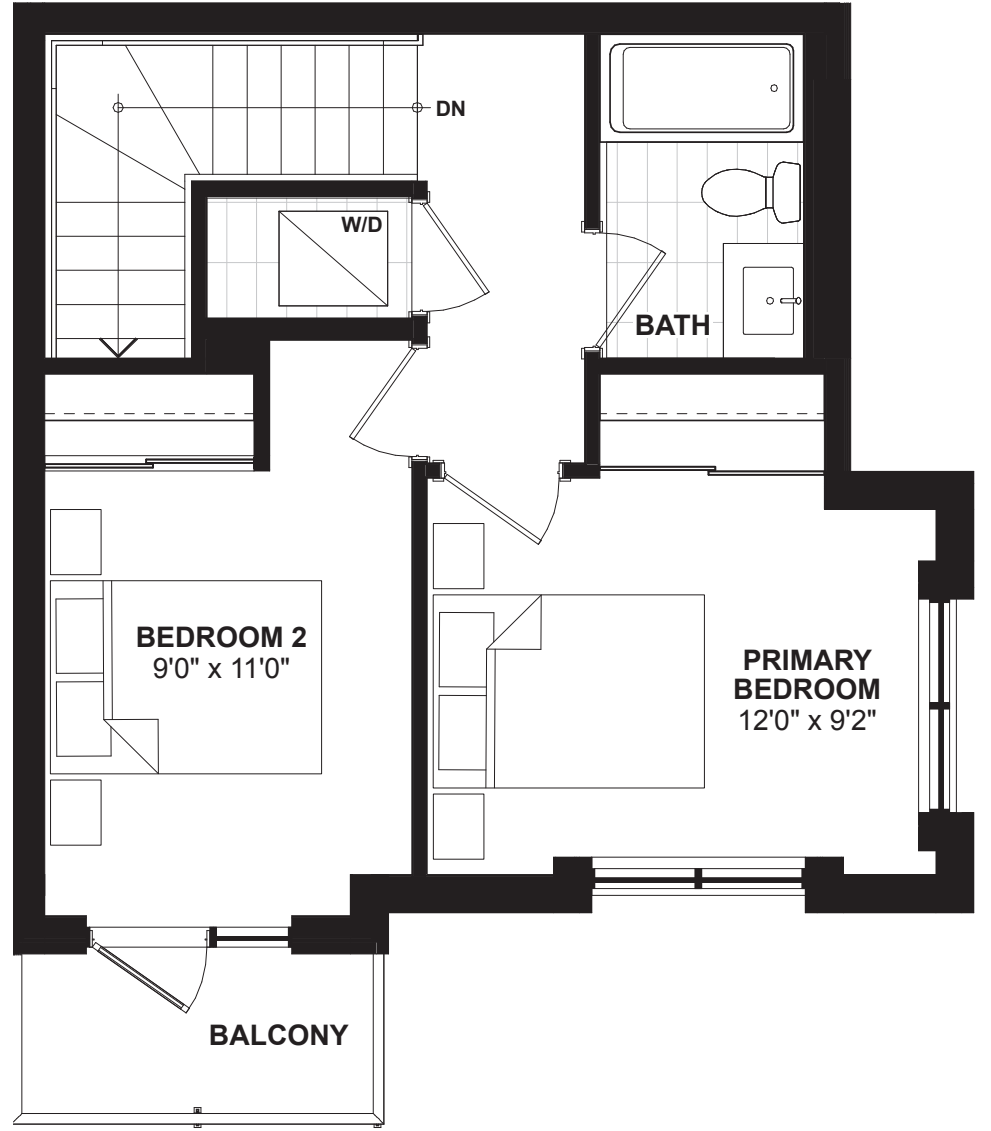 DN
W/D
BATH
BEDROOM 2
9'0" x 11'0"
PRIMARY
BEDROOM
12'0" x 9'2"
BALCONY